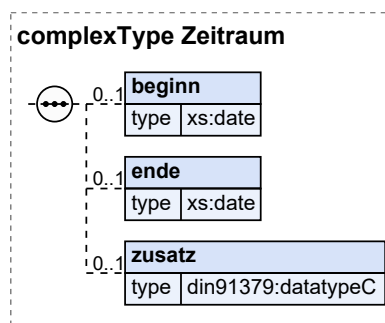 complexType Zeitraum
0..1 beginn
type xs:date
0..1 ende
type xs:date
0..1 zusatz
type din91379:datatypeC